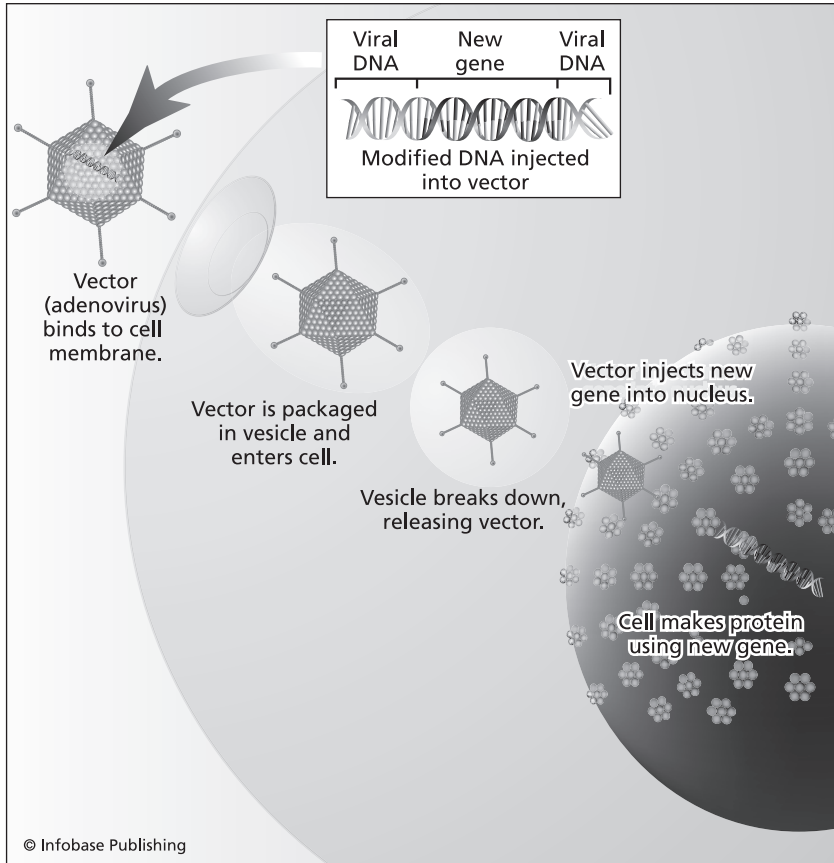 Viral New Viral
DNA gene DNA
Modified DNA injected
into vector
Vector
(adenovirus)
binds to cell
membrane.
Vector is packaged
in vesicle and
enters cell.
Vesicle breaks down,
releasing vector.
Vector injects new
gene into nucleus.
Cell makes protein
using new gene.
© Infobase Publishing